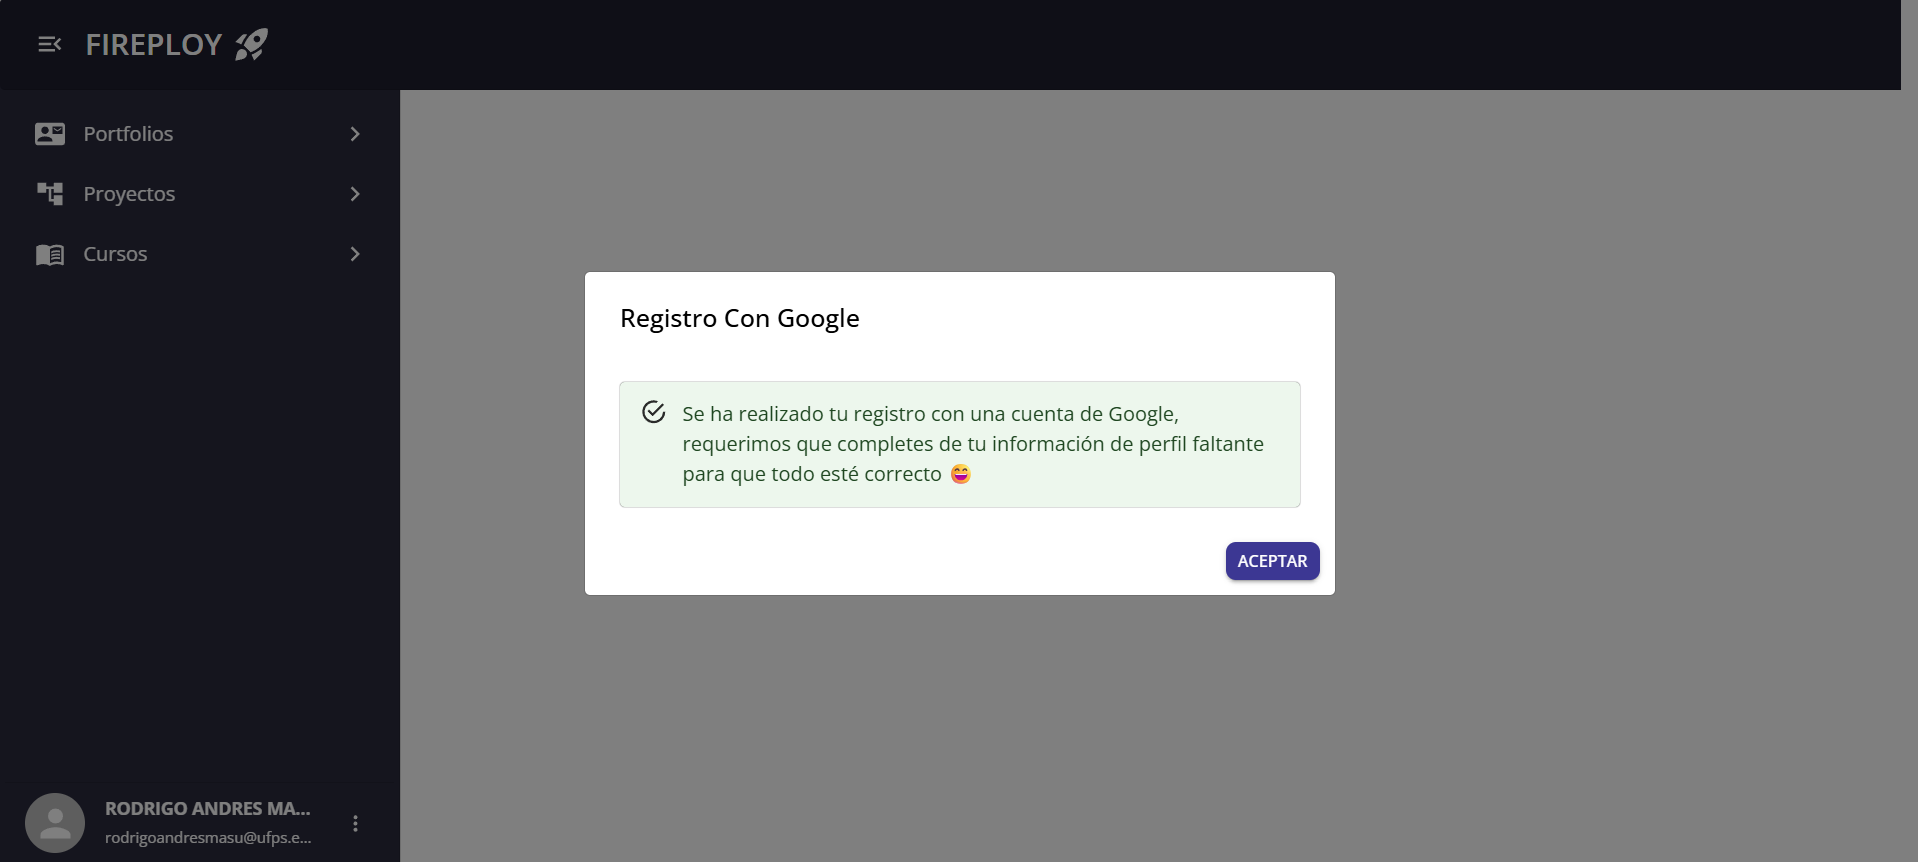 FIREPLOY
Portfolios
Proyectos
Cursos
Registro Con Google
Se ha realizado tu registro con una cuenta de Google,
requerimos que completes de tu información de perfil faltante
para que todo esté correcto 😄
ACEPTAR
RODRIGO ANDRES MA...
rodrigoandresmasu@ufps.e...